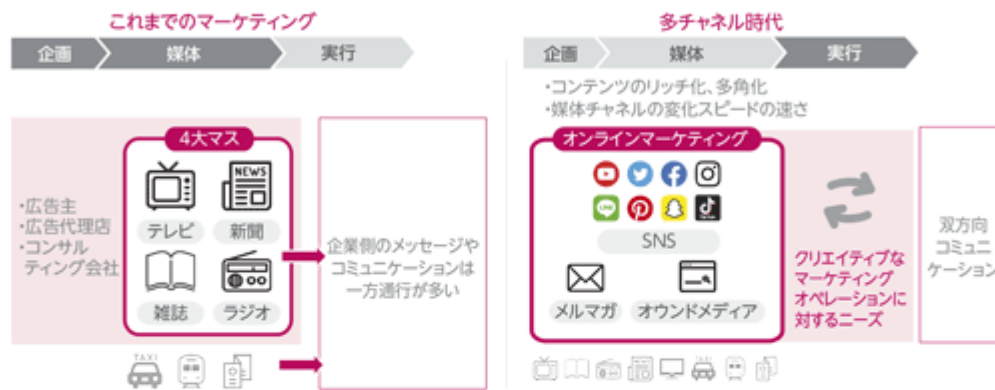 これまでのマーケティング
企画
媒体
実行
4大マス
NEWS
テレビ
新聞
雑誌
ラジオ
・広告主
・広告代理店
・コンサル
ティング会社
企業側のメッセージや
コミュニケーションは
一方通行が多い
TAXI
多チャネル時代
企画
媒体
実行
・コンテンツのリッチ化、多角化
・媒体チャネルの変化スピードの速さ
オンラインマーケティング
LINE
SNS
メルマガ
オウンドメディア
クリエイティブな
マーケティング
オペレーションに
対するニーズ
双方向
コミュニ
ケーション